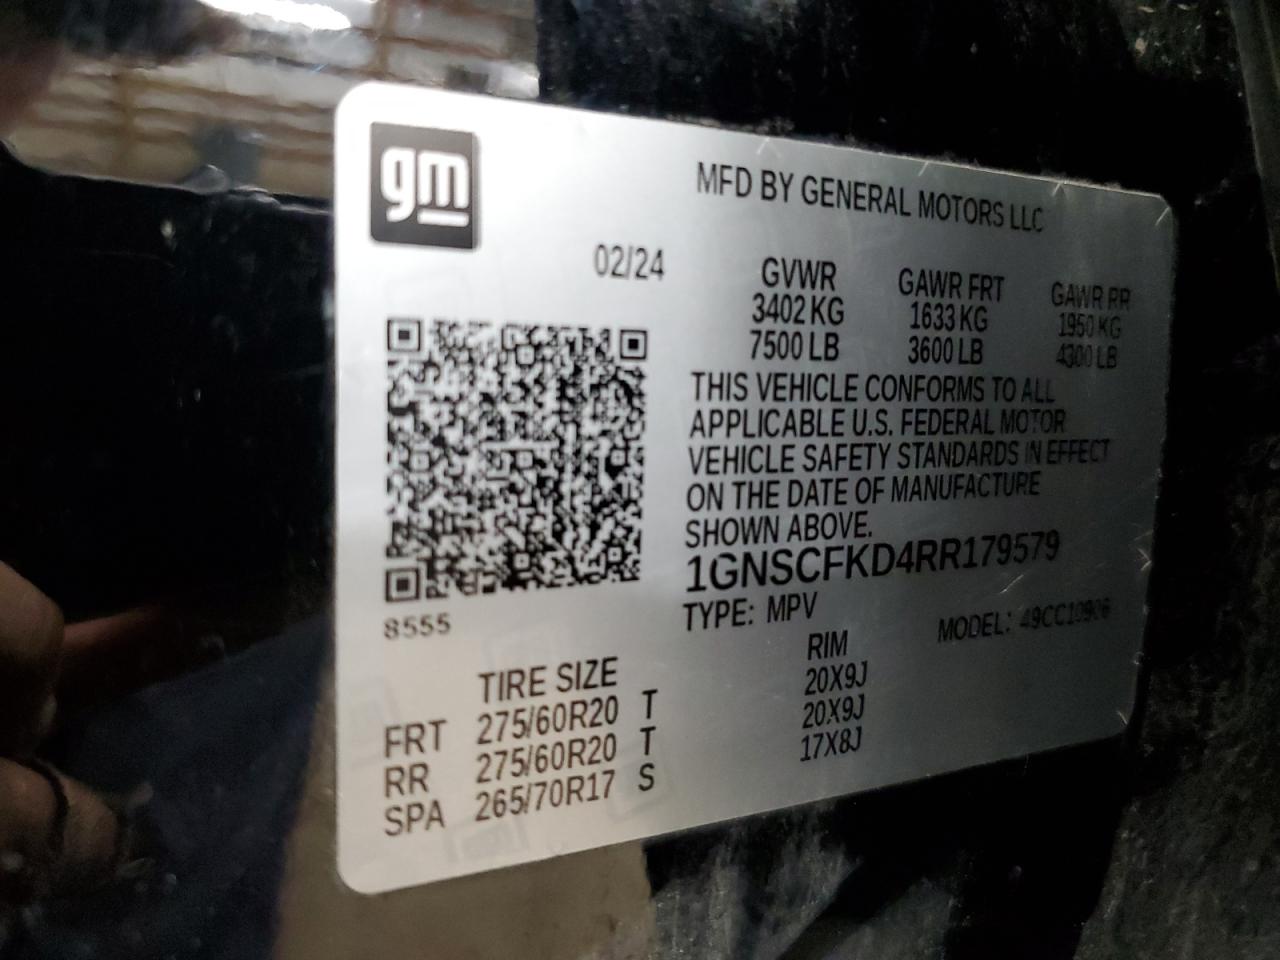 gm
MFD BY GENERAL MOTORS LLC
02/24
GVWR GAWR FRT GAWR RR
3402 KG 1633 KG 1950 KG
7500 LB 3600 LB 4300 LB
THIS VEHICLE CONFORMS TO ALL
APPLICABLE U.S. FEDERAL MOTOR
VEHICLE SAFETY STANDARDS IN EFFECT
ON THE DATE OF MANUFACTURE
SHOWN ABOVE.
1GNSCFKD4RR179579
TYPE: MPV MODEL: 49CC10906
8555
TIRE SIZE RIM
FRT 275/60R20 T 20X9J
RR 275/60R20 T 20X9J
SPA 265/70R17 S 17X8J